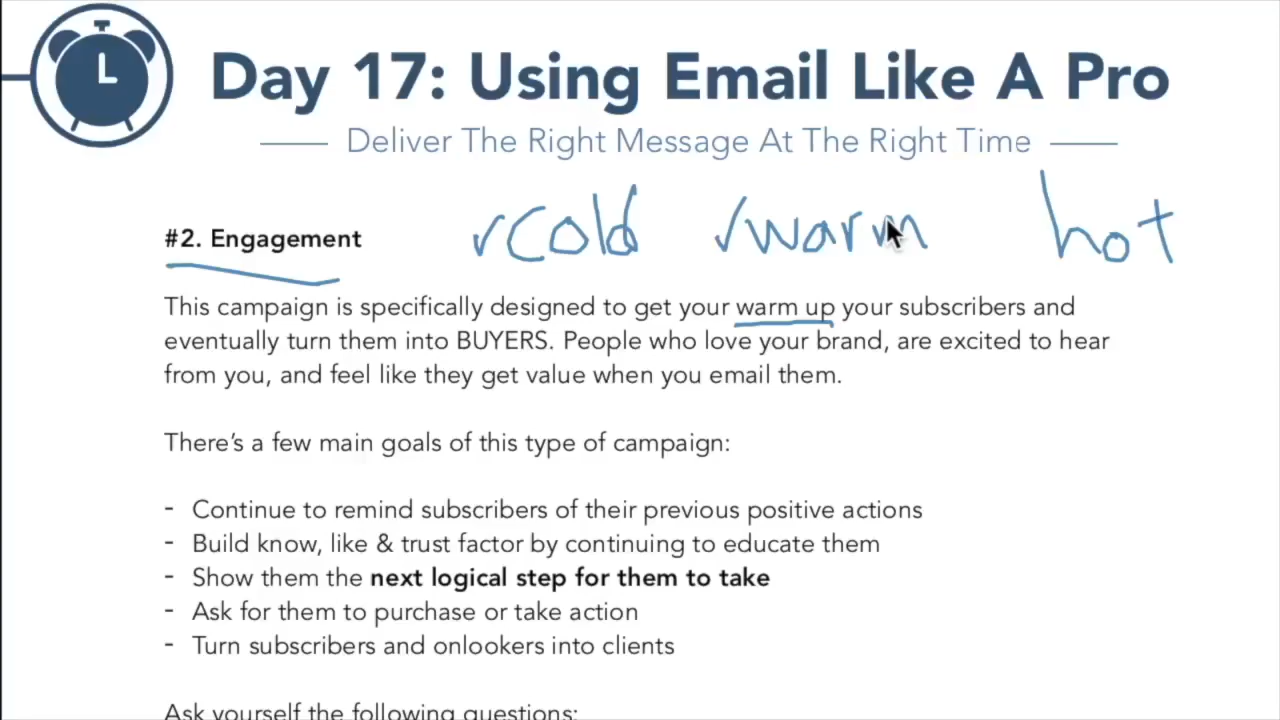 Day 17: Using Email Like A Pro
Deliver The Right Message At The Right Time
#2. Engagement
cold warm hot
This campaign is specifically designed to get your warm up your subscribers and
eventually turn them into BUYERS. People who love your brand, are excited to hear
from you, and feel like they get value when you email them.
There's a few main goals of this type of campaign:
- Continue to remind subscribers of their previous positive actions
- Build know, like & trust factor by continuing to educate them
- Show them the next logical step for them to take
- Ask for them to purchase or take action
- Turn subscribers and onlookers into clients
Ask yourself the following questions: